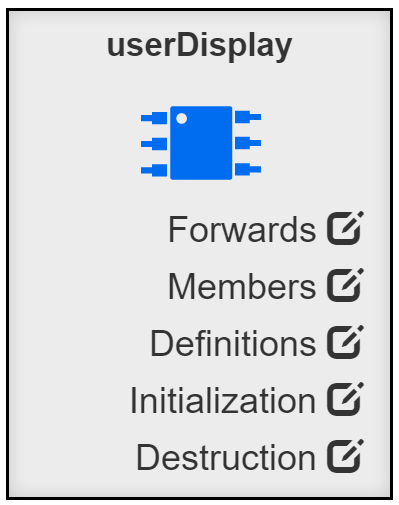 userDisplay
Forwards
Members
Definitions
Initialization
Destruction